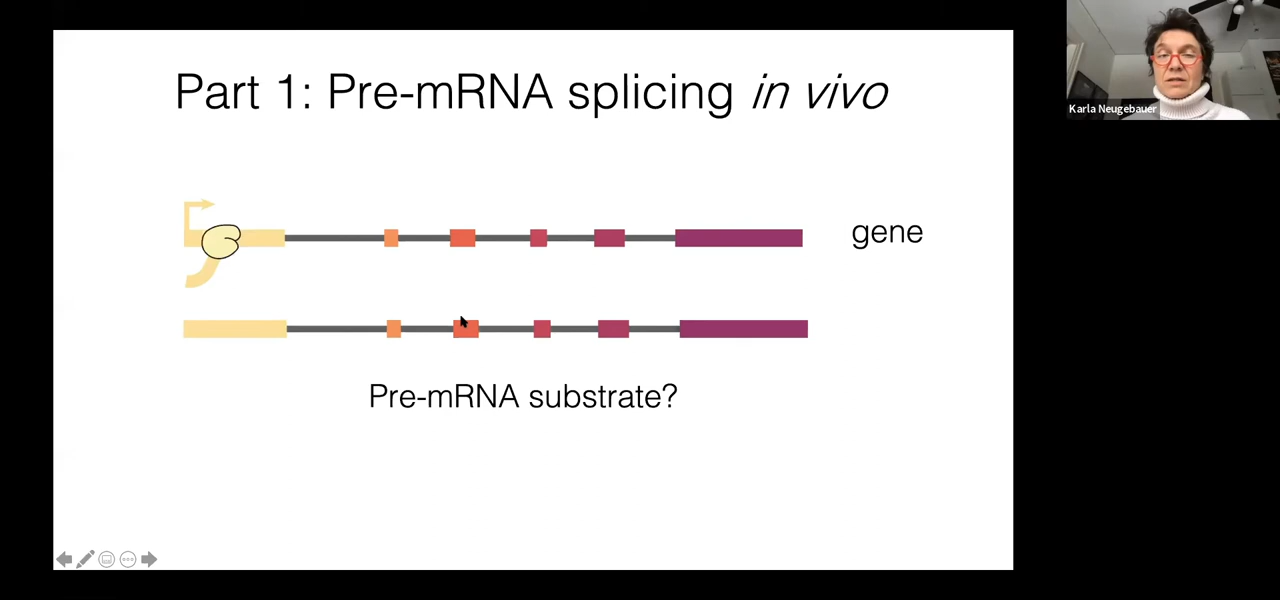 Part 1: Pre-mRNA splicing in vivo
gene
Pre-mRNA substrate?
Karla Neugebauer